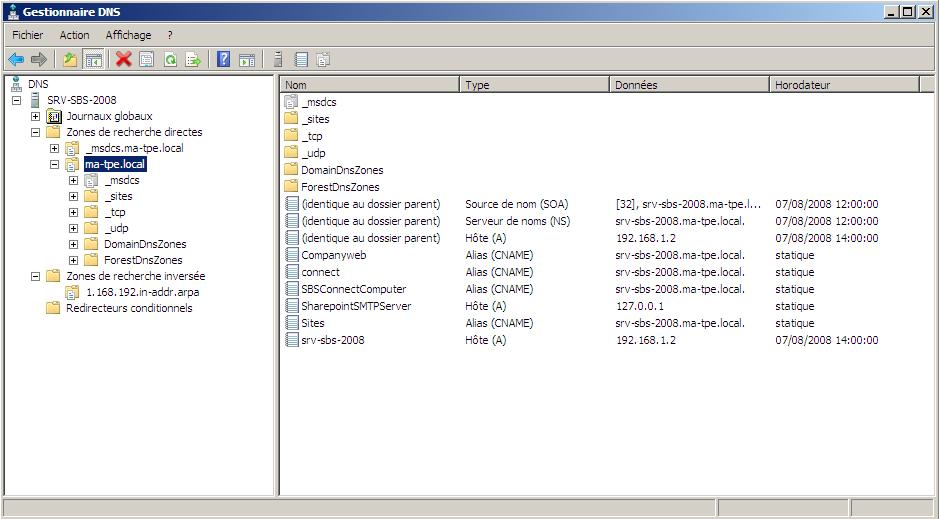 Gestionnaire DNS
Fichier Action Affichage ?
DNS
SRV-SBS-2008
Journaux globaux
Zones de recherche directes
_msdcs.ma-tpe.local
ma-tpe.local
_msdcs
_sites
_tcp
_udp
DomainDnsZones
ForestDnsZones
Zones de recherche inversée
1.168.192.in-addr.arpa
Redirecteurs conditionnels
Nom Type Données Horodateur
_msdcs
_sites
_tcp
_udp
DomainDnsZones
ForestDnsZones
(identique au dossier parent) Source de nom (SOA) [32], srv-sbs-2008.ma-tpe.l... 07/08/2008 12:00:00
(identique au dossier parent) Serveur de noms (NS) srv-sbs-2008.ma-tpe.local. 07/08/2008 12:00:00
(identique au dossier parent) Hôte (A) 192.168.1.2 07/08/2008 14:00:00
Companyweb Alias (CNAME) srv-sbs-2008.ma-tpe.local. statique
connect Alias (CNAME) srv-sbs-2008.ma-tpe.local. statique
SBSConnectComputer Alias (CNAME) srv-sbs-2008.ma-tpe.local. statique
SharepointSMTPServer Hôte (A) 127.0.0.1 statique
Sites Alias (CNAME) srv-sbs-2008.ma-tpe.local. statique
srv-sbs-2008 Hôte (A) 192.168.1.2 07/08/2008 14:00:00